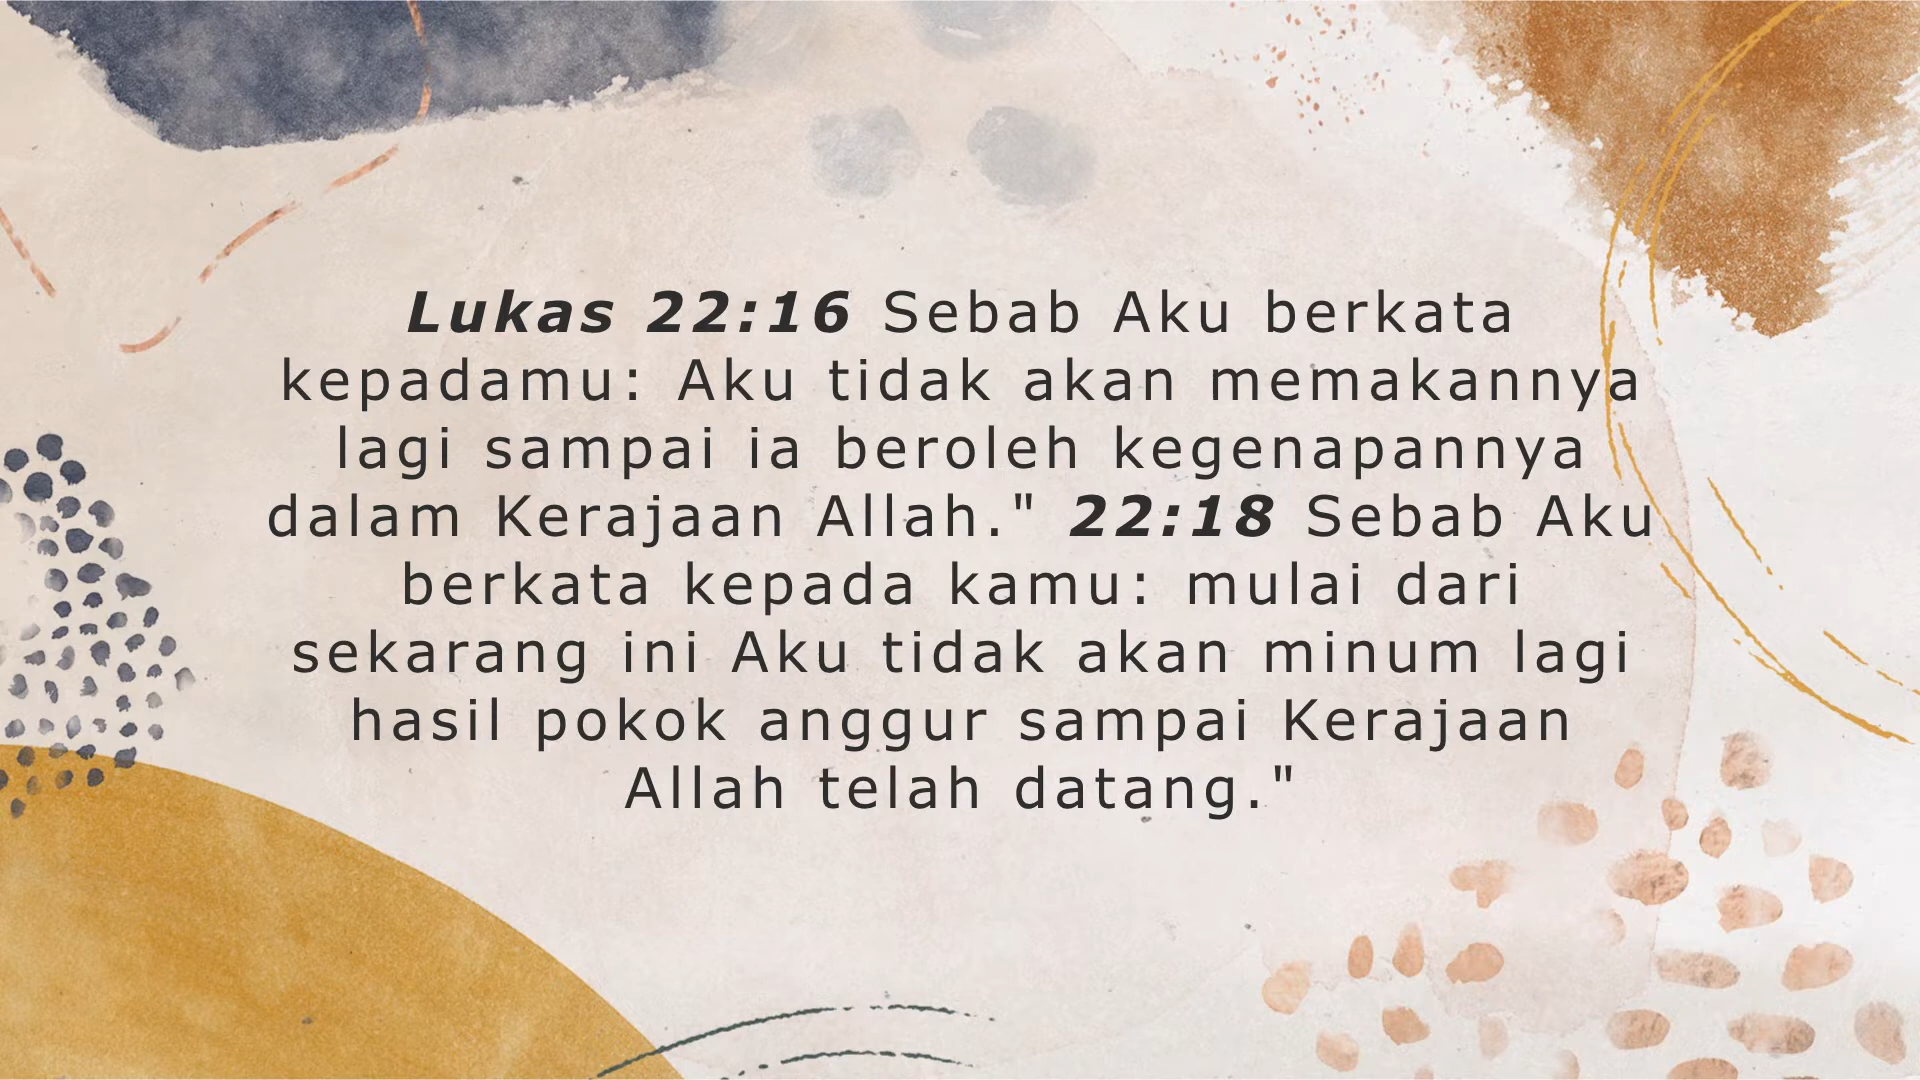 Lukas 22:16 Sebab Aku berkata
kepadamu: Aku tidak akan memakannya
lagi sampai ia beroleh kegenapannya
dalam Kerajaan Allah." 22:18 Sebab Aku
berkata kepada kamu: mulai dari
sekarang ini Aku tidak akan minum lagi
hasil pokok anggur sampai Kerajaan
Allah telah datang."